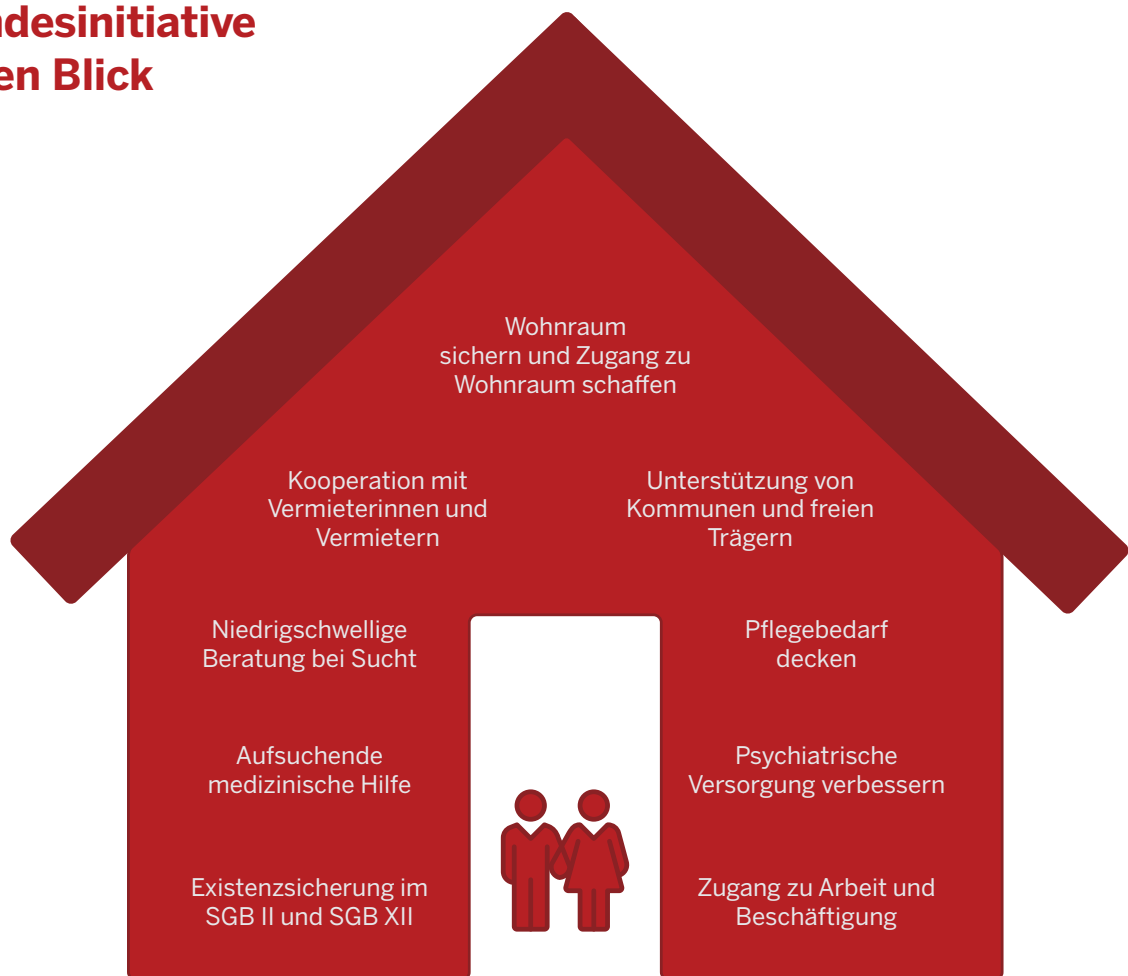 ndesinitiative
en Blick
Wohnraum
sichern und Zugang zu
Wohnraum schaffen
Kooperation mit
Vermieterinnen und
Vermietern
Unterstützung von
Kommunen und freien
Trägern
Niedrigschwellige
Beratung bei Sucht
Pflegebedarf
decken
Aufsuchende
medizinische Hilfe
Psychiatrische
Versorgung verbessern
Existenzsicherung im
SGB II und SGB XII
Zugang zu Arbeit und
Beschäftigung